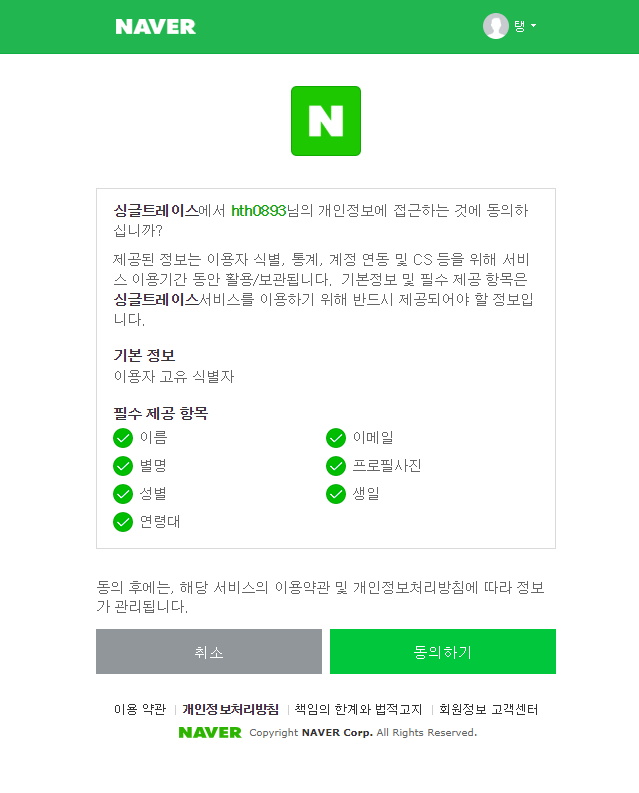 NAVER
탱
N
싱글트레이스에서 hth0893님의 개인정보에 접근하는 것에 동의하
십니까?
제공된 정보는 이용자 식별, 통계, 계정 연동 및 CS 등을 위해 서비
스 이용기간 동안 활용/보관됩니다. 기본정보 및 필수 제공 항목은
싱글트레이스서비스를 이용하기 위해 반드시 제공되어야 할 정보입
니다.
기본 정보
이용자 고유 식별자
필수 제공 항목
이름 이메일
별명 프로필사진
성별 생일
연령대
동의 후에는, 해당 서비스의 이용약관 및 개인정보처리방침에 따라 정보
가 관리됩니다.
취소 동의하기
이용 약관 | 개인정보처리방침 | 책임의 한계와 법적고지 | 회원정보 고객센터
NAVER Copyright NAVER Corp. All Rights Reserved.